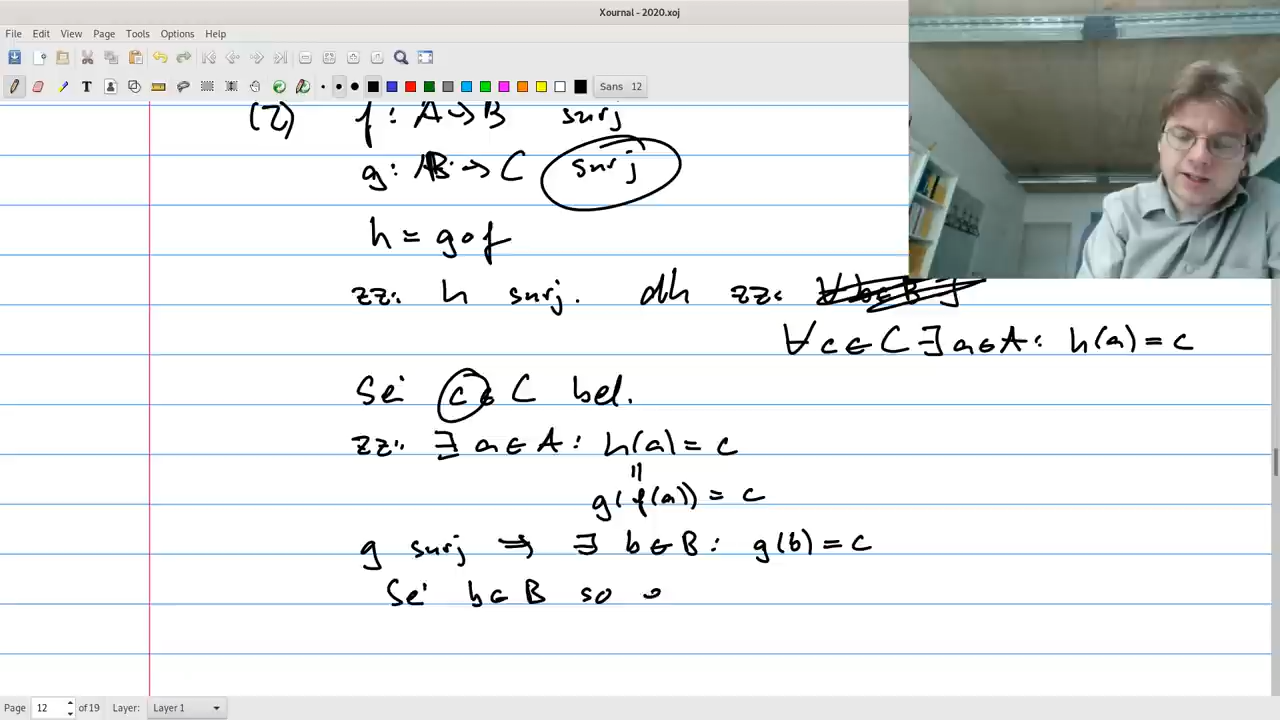 Xournal - 2020.xoj
File Edit View Page Tools Options Help
Sans 12
(2) f: A → B surj
g: B → C surj
h = g∘f
zz: h surj. dh zz: ∀ b ∈ B ∃
∀ c ∈ C ∃ a ∈ A: h(a) = c
Sei c ∈ C bel.
zz: ∃ a ∈ A: h(a) = c
"
g(f(a)) = c
g surj ⇒ ∃ b ∈ B: g(b) = c
Sei b ∈ B so
Page 12 of 19 Layer: Layer 1